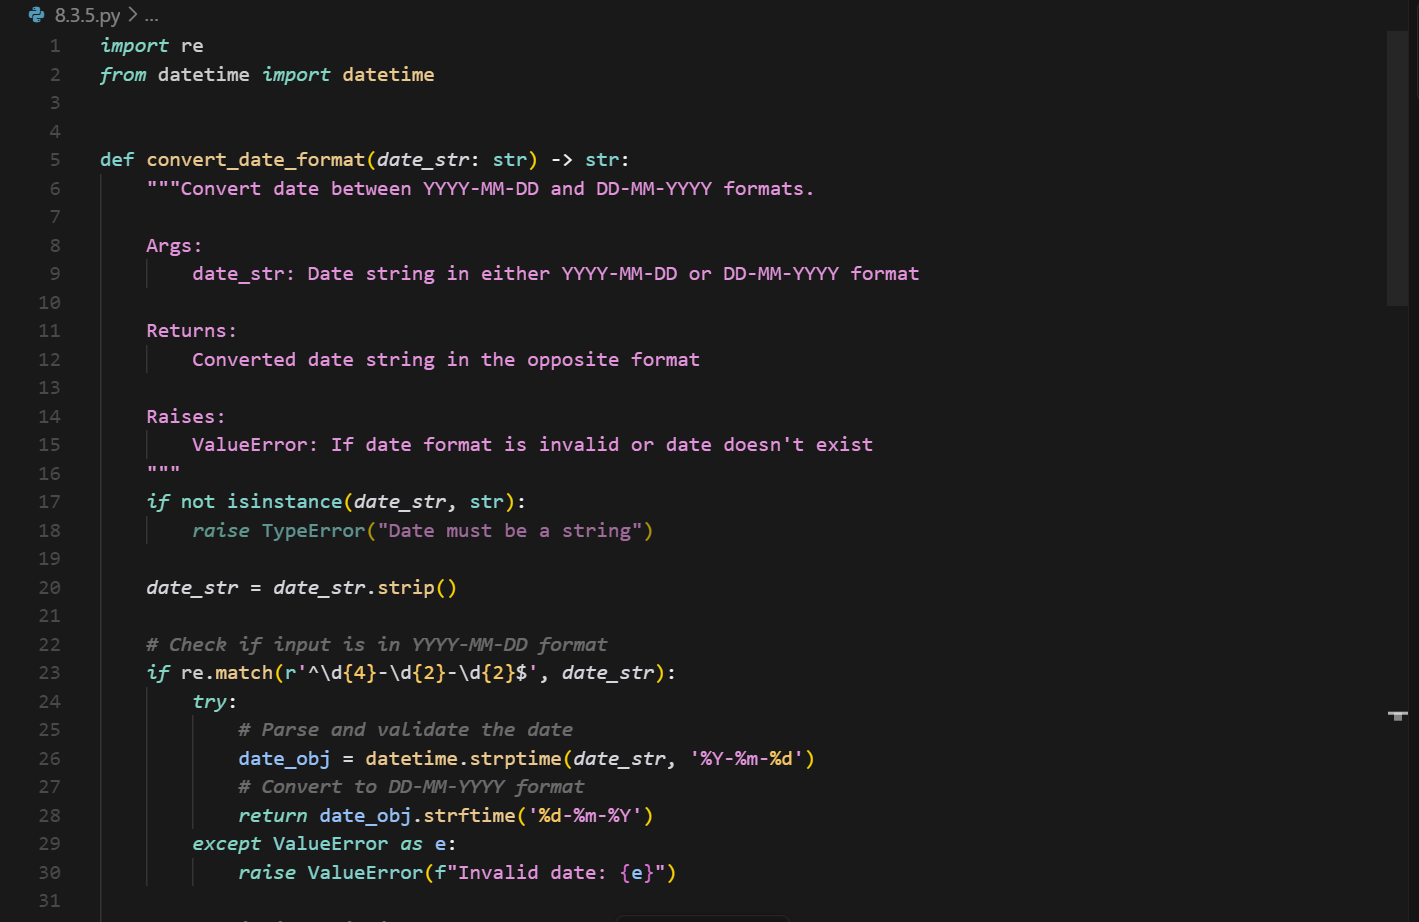 8.3.5.py > ...
1 import re
2 from datetime import datetime
3
4
5 def convert_date_format(date_str: str) -> str:
6     """Convert date between YYYY-MM-DD and DD-MM-YYYY formats.
7
8     Args:
9         date_str: Date string in either YYYY-MM-DD or DD-MM-YYYY format
10
11     Returns:
12         Converted date string in the opposite format
13
14     Raises:
15         ValueError: If date format is invalid or date doesn't exist
16     """
17     if not isinstance(date_str, str):
18         raise TypeError("Date must be a string")
19
20     date_str = date_str.strip()
21
22     # Check if input is in YYYY-MM-DD format
23     if re.match(r'^\d{4}-\d{2}-\d{2}$', date_str):
24         try:
25             # Parse and validate the date
26             date_obj = datetime.strptime(date_str, '%Y-%m-%d')
27             # Convert to DD-MM-YYYY format
28             return date_obj.strftime('%d-%m-%Y')
29         except ValueError as e:
30             raise ValueError(f"Invalid date: {e}")
31